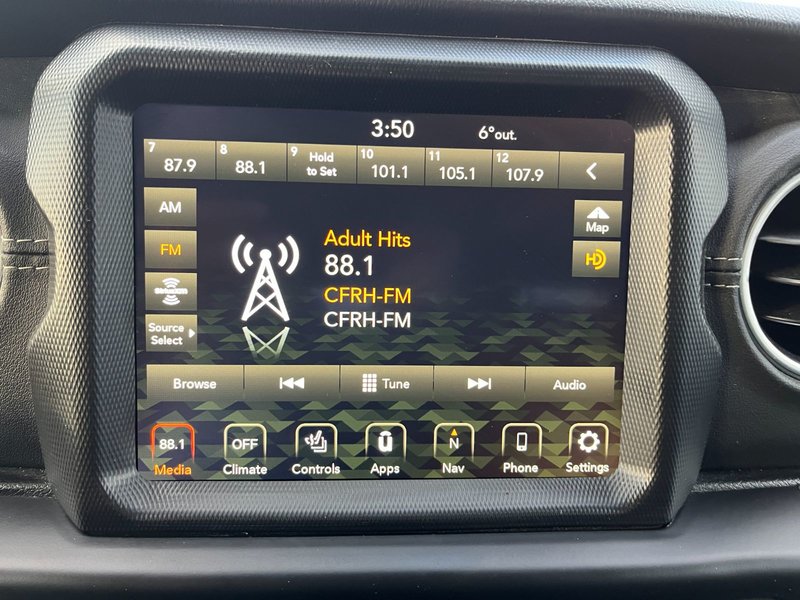 3:50 6°out.
7 87.9 8 88.1 9 Hold to Set 10 101.1 11 105.1 12 107.9
AM
FM
SiriusXM
Source
Select
Adult Hits
88.1
CFRH-FM
CFRH-FM
Map
HD
Browse Tune Audio
88.1 OFF U N
Media Climate Controls Apps Nav Phone Settings